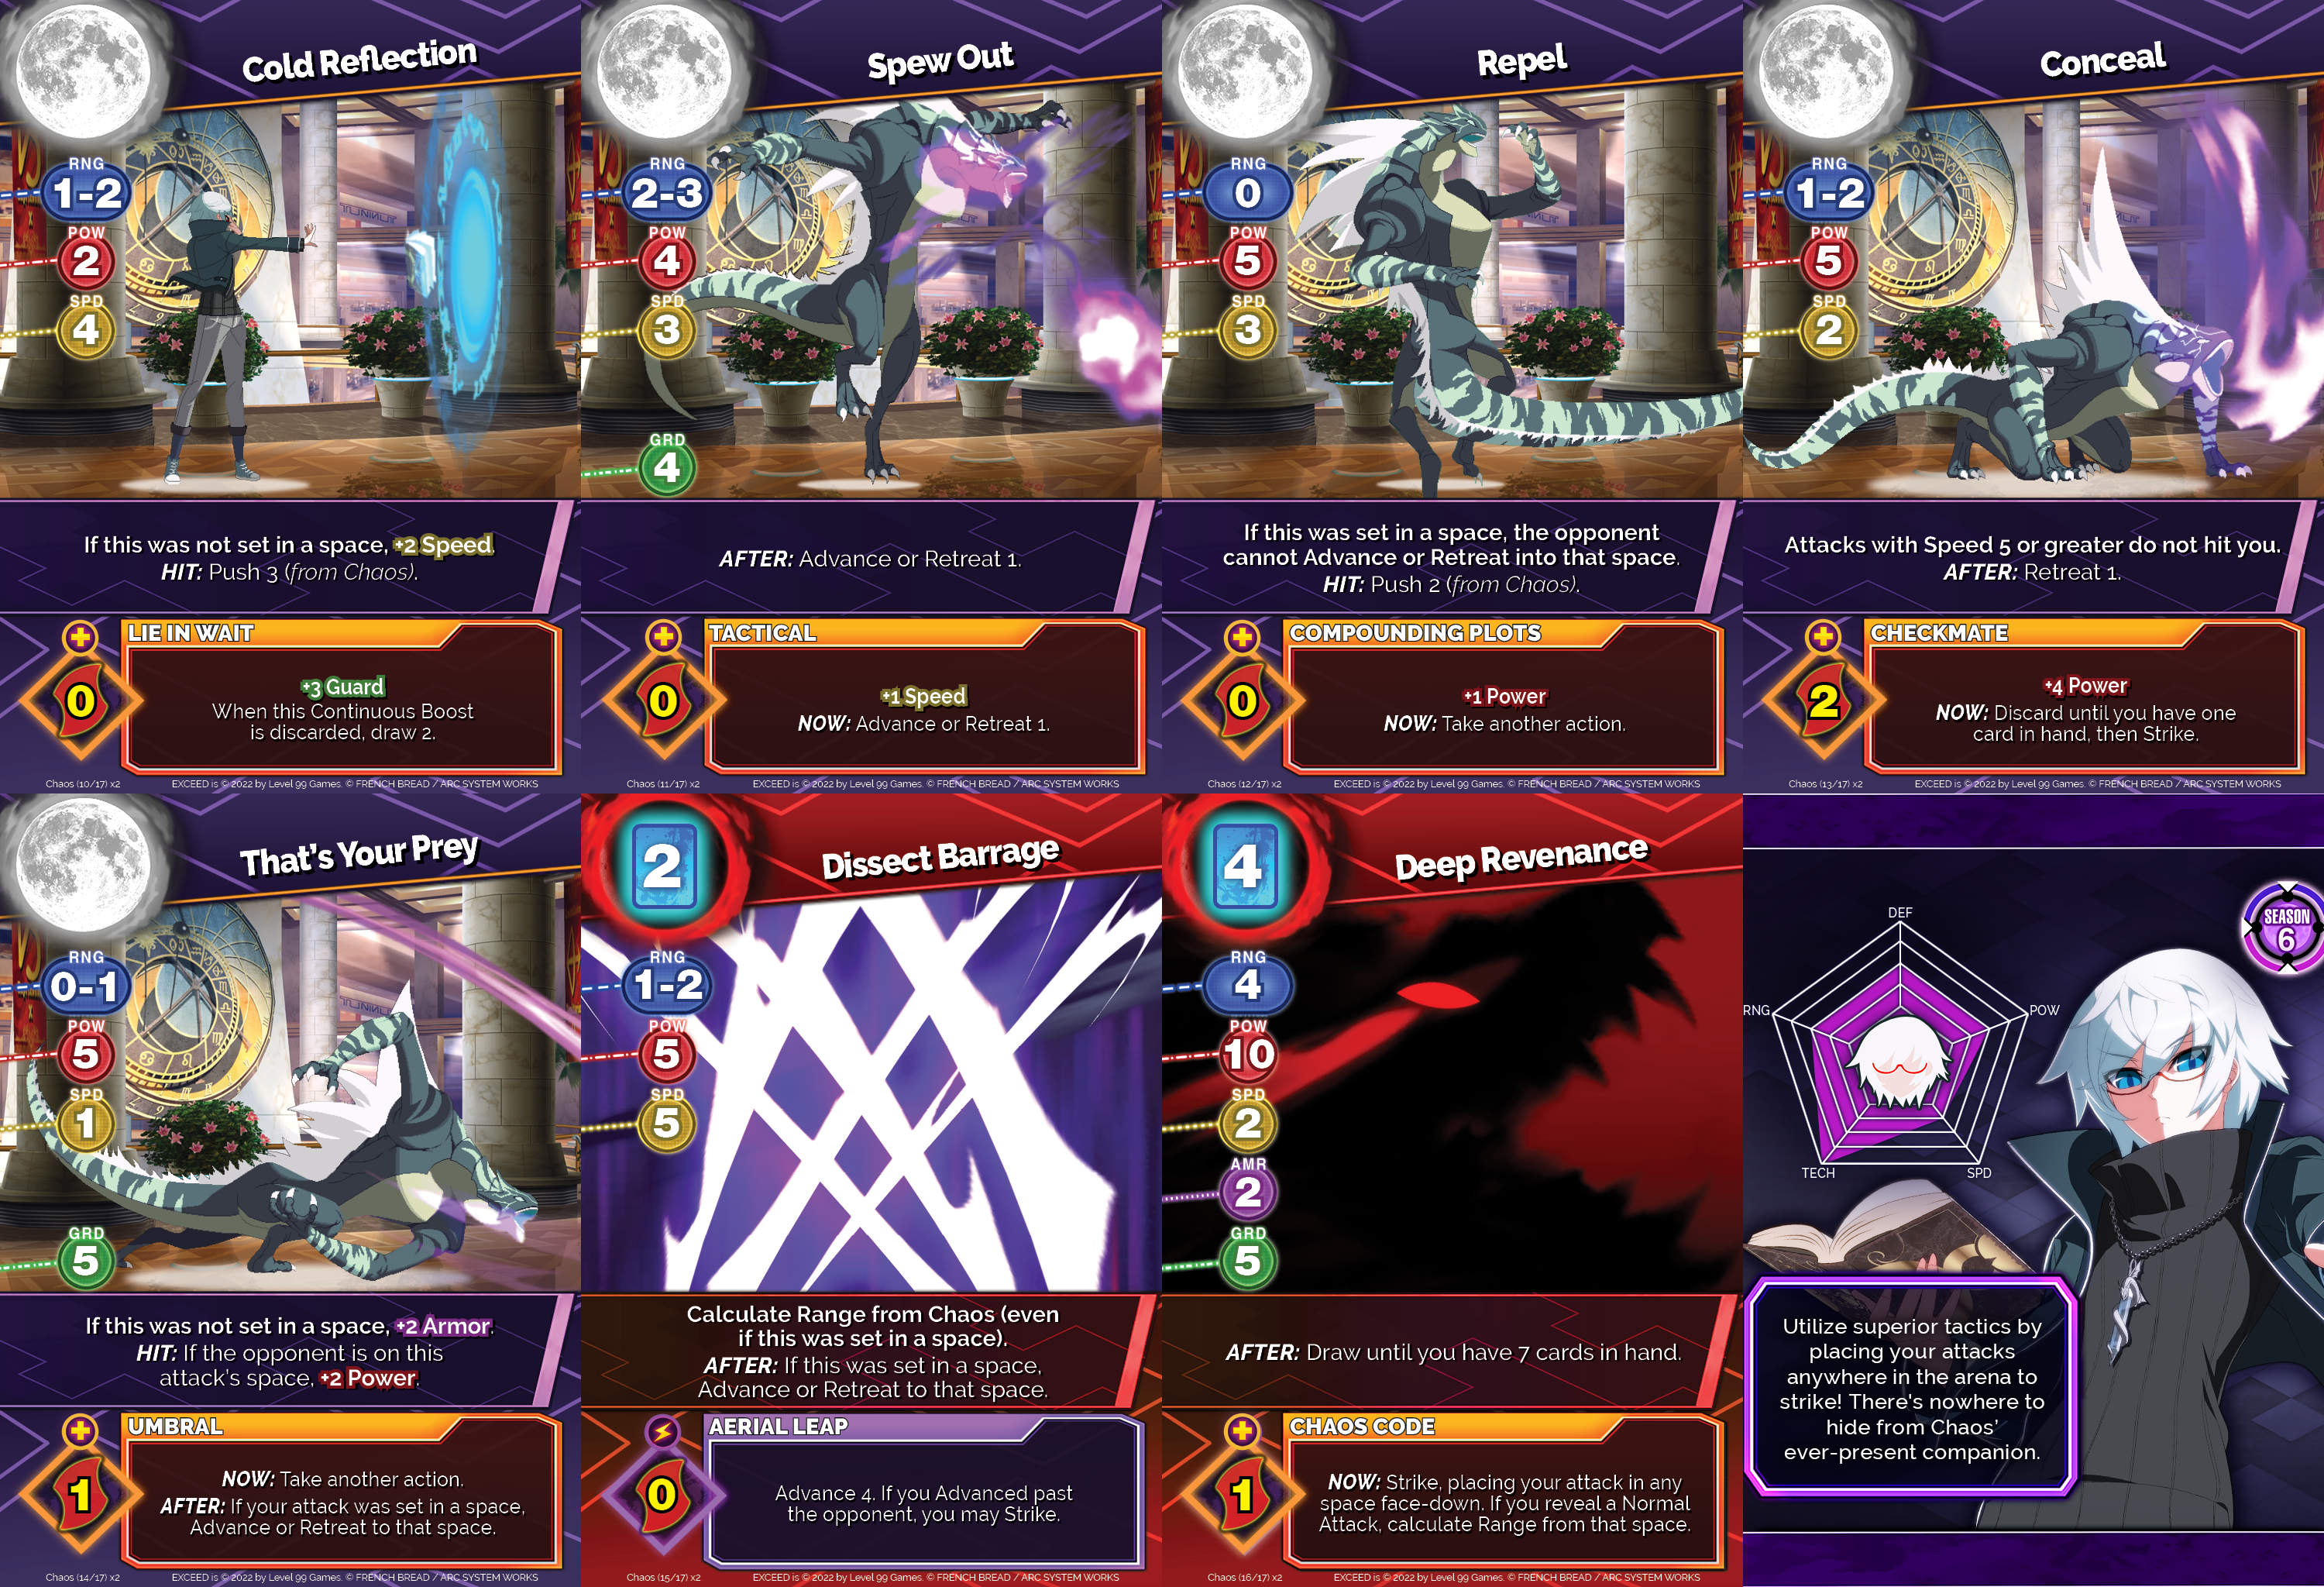 Cold Reflection
RNG
1-2
POW
2
SPD
4
If this was not set in a space, +2 Speed.
HIT: Push 3 (from Chaos).
LIE IN WAIT
0
+3 Guard
When this Continuous Boost
is discarded, draw 2.
Chaos (10/17) x2
EXCEED is © 2022 by Level 99 Games. © FRENCH BREAD / ARC SYSTEM WORKS
Spew Out
RNG
2-3
POW
4
SPD
3
GRD
4
AFTER: Advance or Retreat 1.
TACTICAL
0
+1 Speed
NOW: Advance or Retreat 1.
Chaos (11/17) x2
EXCEED is © 2022 by Level 99 Games. © FRENCH BREAD / ARC SYSTEM WORKS
Repel
RNG
0
POW
5
SPD
3
If this was set in a space, the opponent
cannot Advance or Retreat into that space.
HIT: Push 2 (from Chaos).
COMPOUNDING PLOTS
0
+1 Power
NOW: Take another action.
Chaos (12/17) x2
EXCEED is © 2022 by Level 99 Games. © FRENCH BREAD / ARC SYSTEM WORKS
Conceal
RNG
1-2
POW
5
SPD
2
Attacks with Speed 5 or greater do not hit you.
AFTER: Retreat 1.
CHECKMATE
2
+4 Power
NOW: Discard until you have one
card in hand, then Strike.
Chaos (13/17) x2
EXCEED is © 2022 by Level 99 Games. © FRENCH BREAD / ARC SYSTEM WORKS
That's Your Prey
RNG
0-1
POW
5
SPD
1
GRD
5
If this was not set in a space, +2 Armor.
HIT: If the opponent is on this
attack's space, +2 Power.
UMBRAL
1
NOW: Take another action.
AFTER: If your attack was set in a space,
Advance or Retreat to that space.
Chaos (14/17) x2
EXCEED is © 2022 by Level 99 Games. © FRENCH BREAD / ARC SYSTEM WORKS
2
Dissect Barrage
RNG
1-2
POW
5
SPD
5
Calculate Range from Chaos (even
if this was set in a space).
AFTER: If this was set in a space,
Advance or Retreat to that space.
AERIAL LEAP
0
Advance 4. If you Advanced past
the opponent, you may Strike.
Chaos (15/17) x2
EXCEED is © 2022 by Level 99 Games. © FRENCH BREAD / ARC SYSTEM WORKS
4
Deep Revenance
RNG
4
POW
10
SPD
2
AMR
2
GRD
5
AFTER: Draw until you have 7 cards in hand.
CHAOS CODE
1
NOW: Strike, placing your attack in any
space face-down. If you reveal a Normal
Attack, calculate Range from that space.
Chaos (16/17) x2
EXCEED is © 2022 by Level 99 Games. © FRENCH BREAD / ARC SYSTEM WORKS
SEASON
6
DEF
RNG
POW
TECH
SPD
Utilize superior tactics by
placing your attacks
anywhere in the arena to
strike! There's nowhere to
hide from Chaos'
ever-present companion.